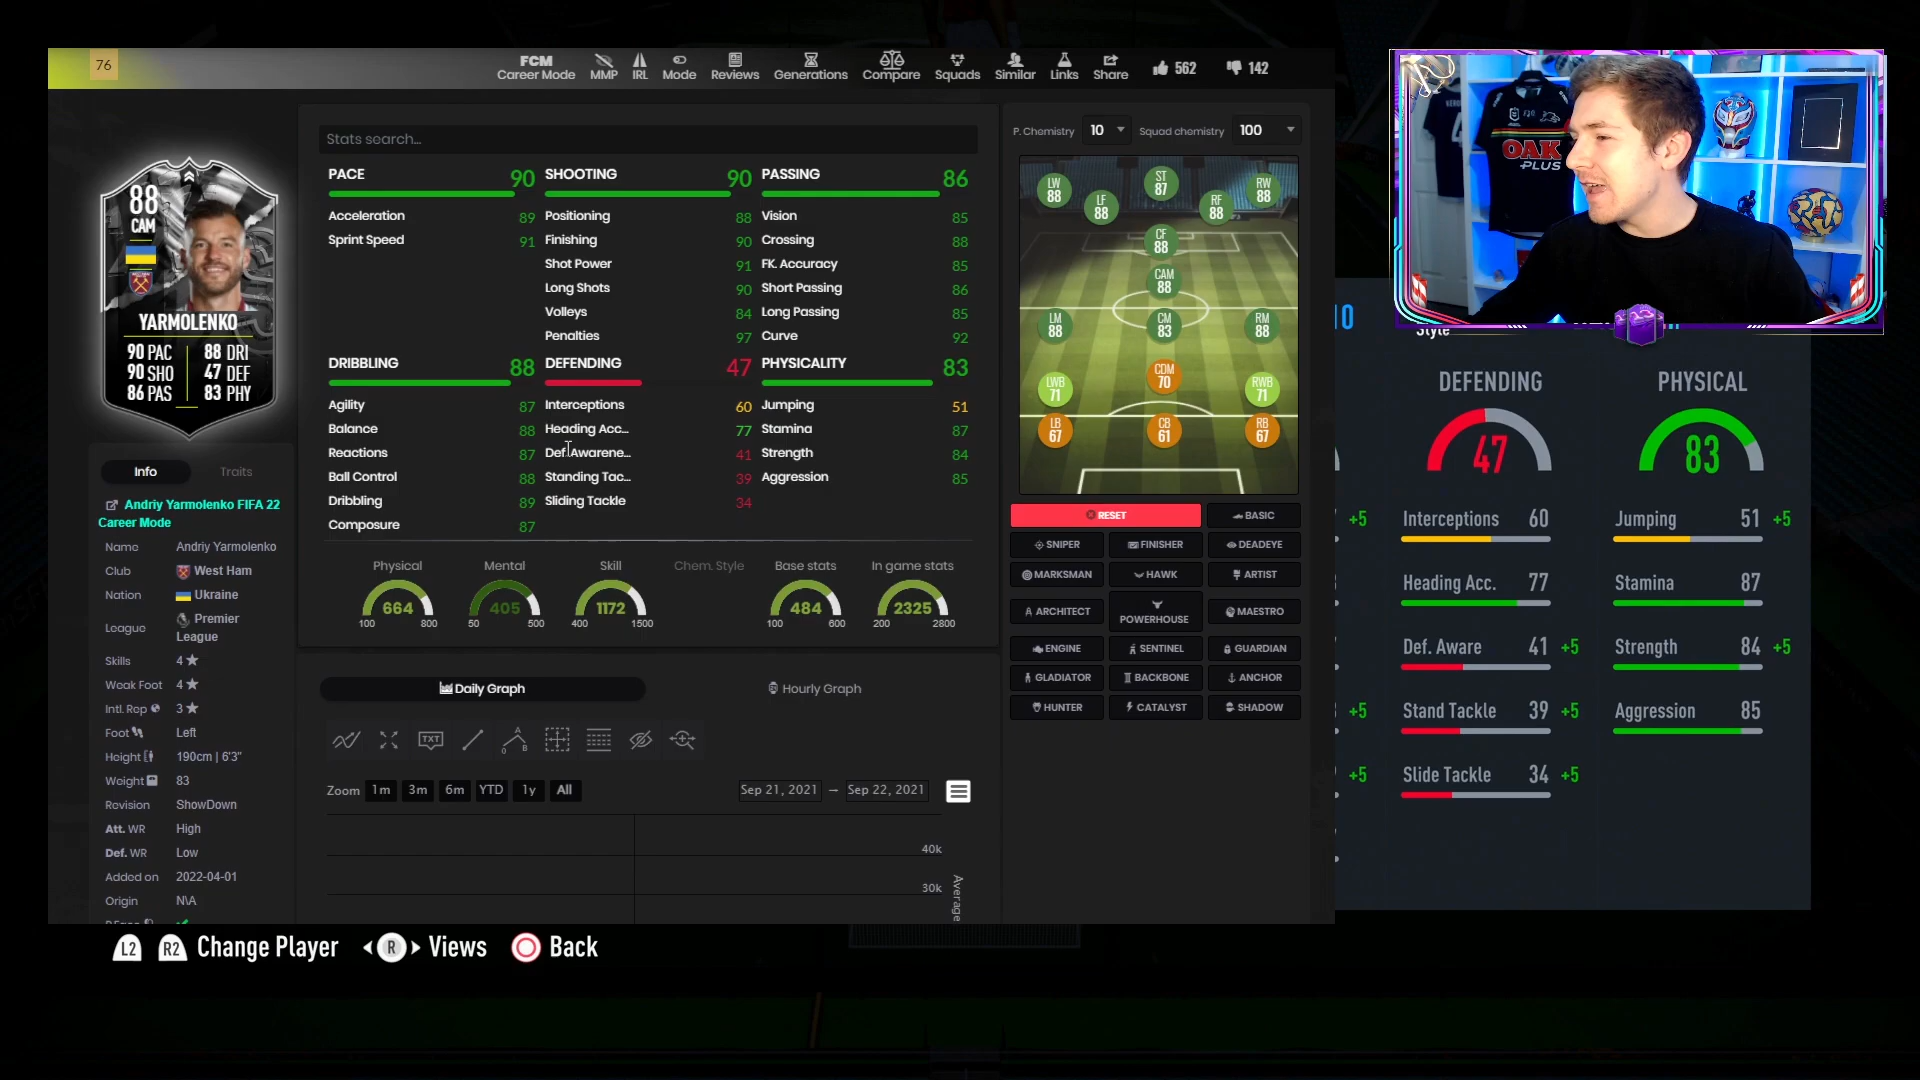 76
FCM
Career Mode
MMP
IRL
Mode
Reviews
Generations
Compare
Squads
Similar
Links
Share
562
142
88
CAM
YARMOLENKO
90 PAC 88 DRI
90 SHO 47 DEF
86 PAS 83 PHY
Info Traits
Andriy Yarmolenko FIFA 22
Career Mode
Name Andriy Yarmolenko
Club West Ham
Nation Ukraine
League Premier
League
Skills 4 ★
Weak Foot 4 ★
Intl. Rep 3 ★
Foot Left
Height 190cm | 6'3"
Weight 83
Revision ShowDown
Att. WR High
Def. WR Low
Added on 2022-04-01
Origin N\A
Stats search...
PACE 90
Acceleration 89
Sprint Speed 91
SHOOTING 90
Positioning 88
Finishing 90
Shot Power 91
Long Shots 90
Volleys 84
Penalties 97
PASSING 86
Vision 85
Crossing 88
FK. Accuracy 85
Short Passing 86
Long Passing 85
Curve 92
DRIBBLING 88
Agility 87
Balance 88
Reactions 87
Ball Control 88
Dribbling 89
Composure 87
DEFENDING 47
Interceptions 60
Heading Acc... 77
Def. Awarene... 41
Standing Tac... 39
Sliding Tackle 34
PHYSICALITY 83
Jumping 51
Stamina 87
Strength 84
Aggression 85
Physical
664
100 800
Mental
405
50 500
Skill
1172
400 1500
Chem. Style
Base stats
484
100 600
In game stats
2325
200 2800
Daily Graph
Hourly Graph
TXT
A
0 B
Zoom 1m 3m 6m YTD 1y All
Sep 21, 2021 → Sep 22, 2021
40k
30k
Average
P. Chemistry 10 Squad chemistry 100
LW
88
LF
88
ST
87
RF
88
RW
88
CF
88
CAM
88
LM
88
CM
83
RM
88
LWB
71
CDM
70
RWB
71
LB
67
CB
61
RB
67
RESET
BASIC
SNIPER
FINISHER
DEADEYE
MARKSMAN
HAWK
ARTIST
ARCHITECT
POWERHOUSE
MAESTRO
ENGINE
SENTINEL
GUARDIAN
GLADIATOR
BACKBONE
ANCHOR
HUNTER
CATALYST
SHADOW
OAK
PLUS
10
Style
DEFENDING
47
+5
Interceptions 60
Heading Acc. 77
Def. Aware 41 +5
+5
Stand Tackle 39 +5
+5
Slide Tackle 34 +5
PHYSICAL
83
Jumping 51 +5
Stamina 87
Strength 84 +5
Aggression 85
L2 R2 Change Player R Views Back